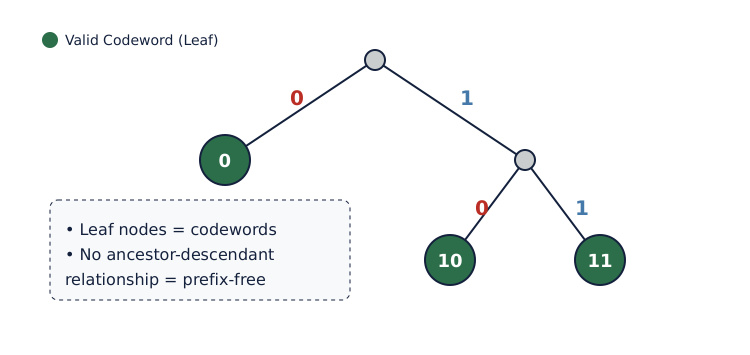 Valid Codeword (Leaf)
0
1
0
0
1
10
11
• Leaf nodes = codewords
• No ancestor-descendant
relationship = prefix-free